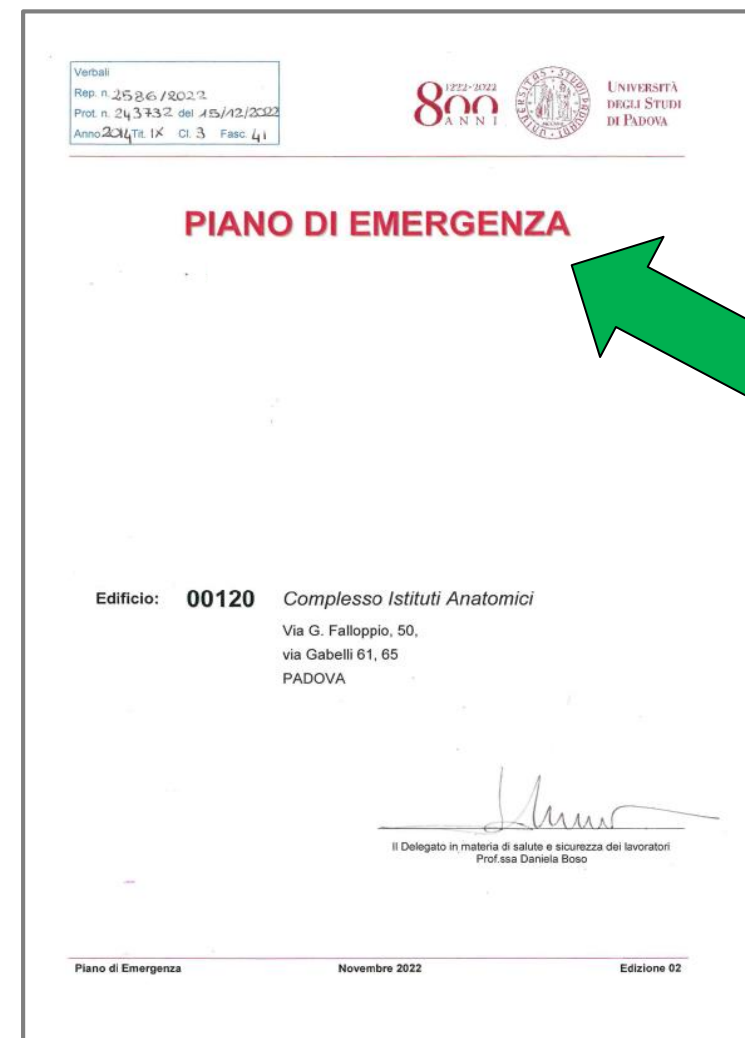 Verbali
Rep. n. 2586/2022
Prot. n. 243732 del 15/12/2022
Anno 2014 Tit. IX Cl. 3 Fasc. 41
1222-2022
800
ANNI
UNIVERSITÀ
DEGLI STUDI
DI PADOVA
PIANO DI EMERGENZA
Edificio: 00120 Complesso Istituti Anatomici
Via G. Falloppio, 50,
via Gabelli 61, 65
PADOVA
Il Delegato in materia di salute e sicurezza dei lavoratori
Prof.ssa Daniela Boso
Piano di Emergenza Novembre 2022 Edizione 02